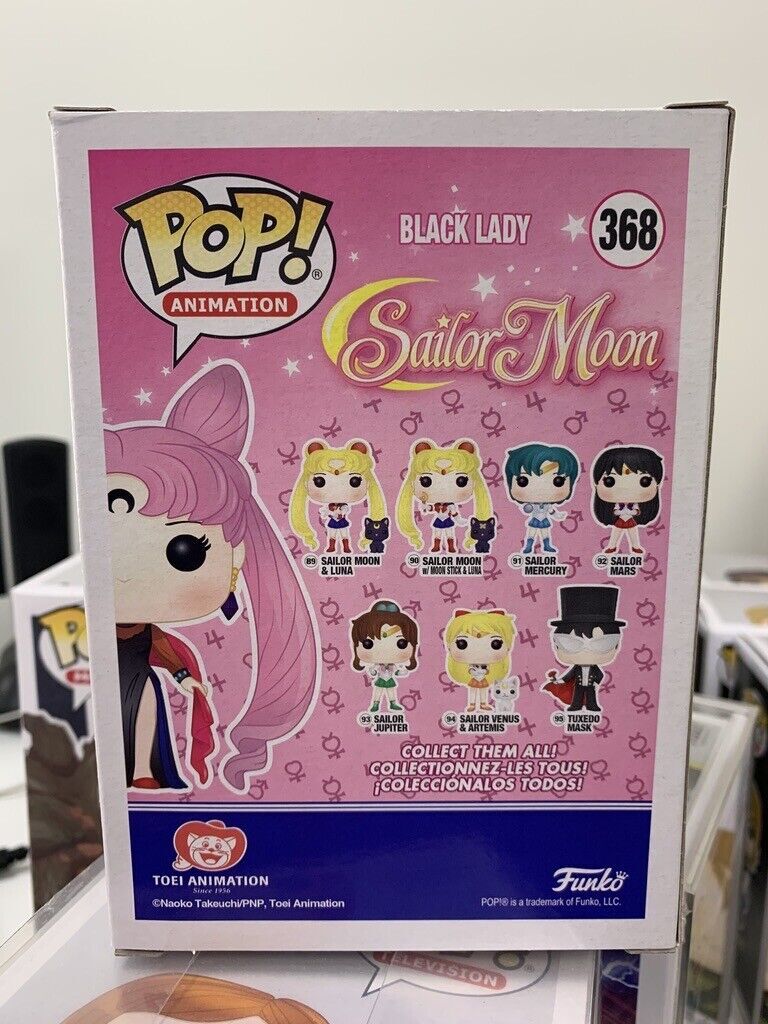 POP!®
ANIMATION
BLACK LADY
368
Sailor Moon
89 SAILOR MOON
& LUNA
90 SAILOR MOON
W/ MOON STICK & LUNA
91 SAILOR
MERCURY
92 SAILOR
MARS
93 SAILOR
JUPITER
94 SAILOR VENUS
& ARTEMIS
95 TUXEDO
MASK
COLLECT THEM ALL!
COLLECTIONNEZ-LES TOUS!
¡COLECCIÓNALOS TODOS!
TOEI ANIMATION
Since 1956
©Naoko Takeuchi/PNP, Toei Animation
Funko
POP!® is a trademark of Funko, LLC.
TELEVISION